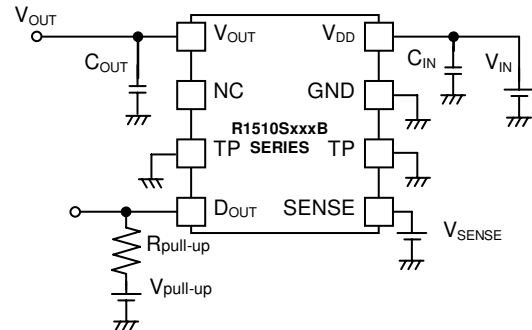 VOUT
VOUT
VDD
COUT
CIN
VIN
NC
GND
R1510SxxxB
SERIES
TP
TP
DOUT
SENSE
Rpull-up
VSENSE
Vpull-up